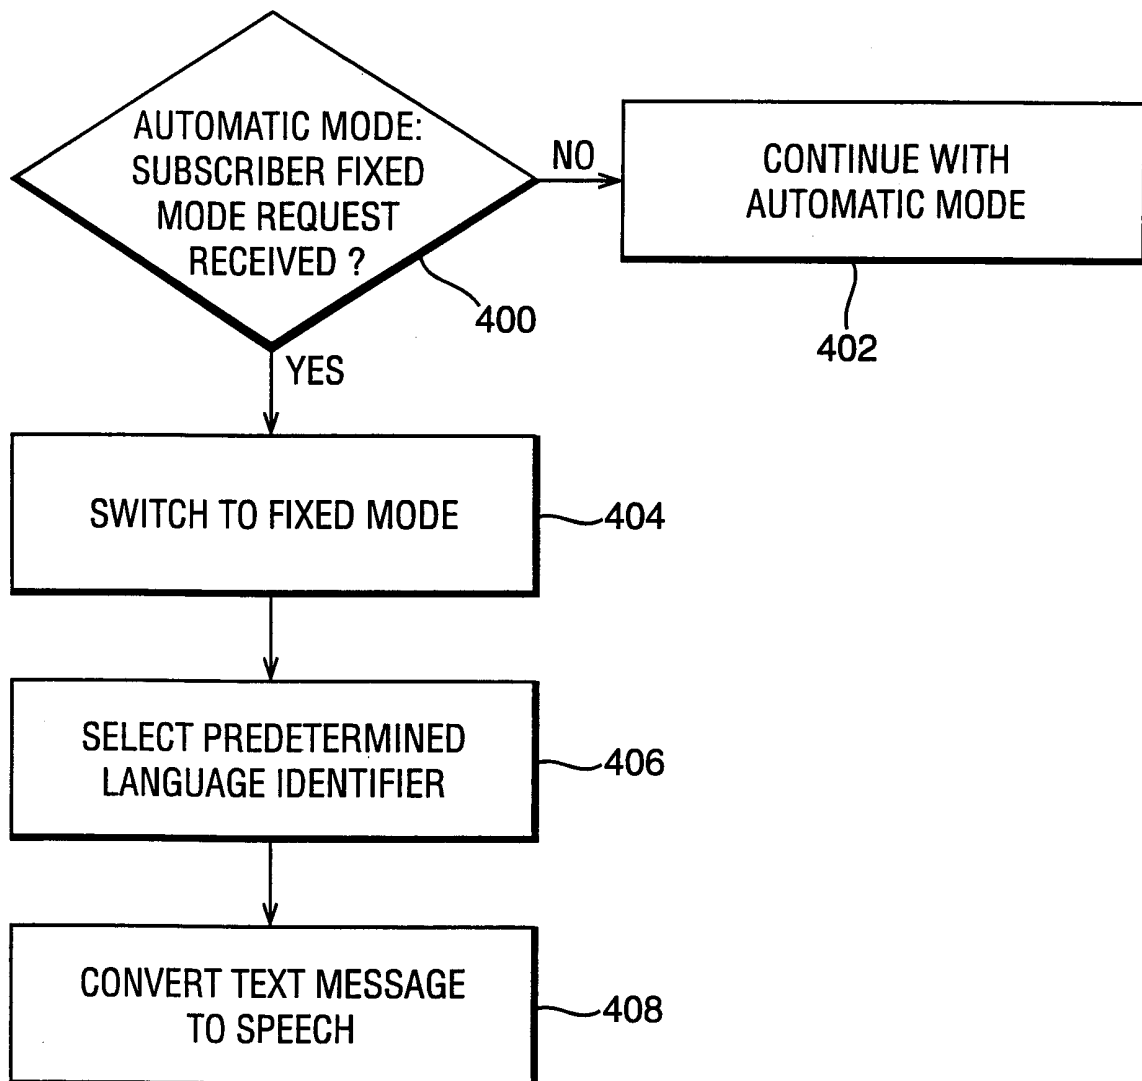 AUTOMATIC MODE:
SUBSCRIBER FIXED
MODE REQUEST
RECEIVED ?
400
NO
CONTINUE WITH
AUTOMATIC MODE
402
YES
SWITCH TO FIXED MODE
404
SELECT PREDETERMINED
LANGUAGE IDENTIFIER
406
CONVERT TEXT MESSAGE
TO SPEECH
408